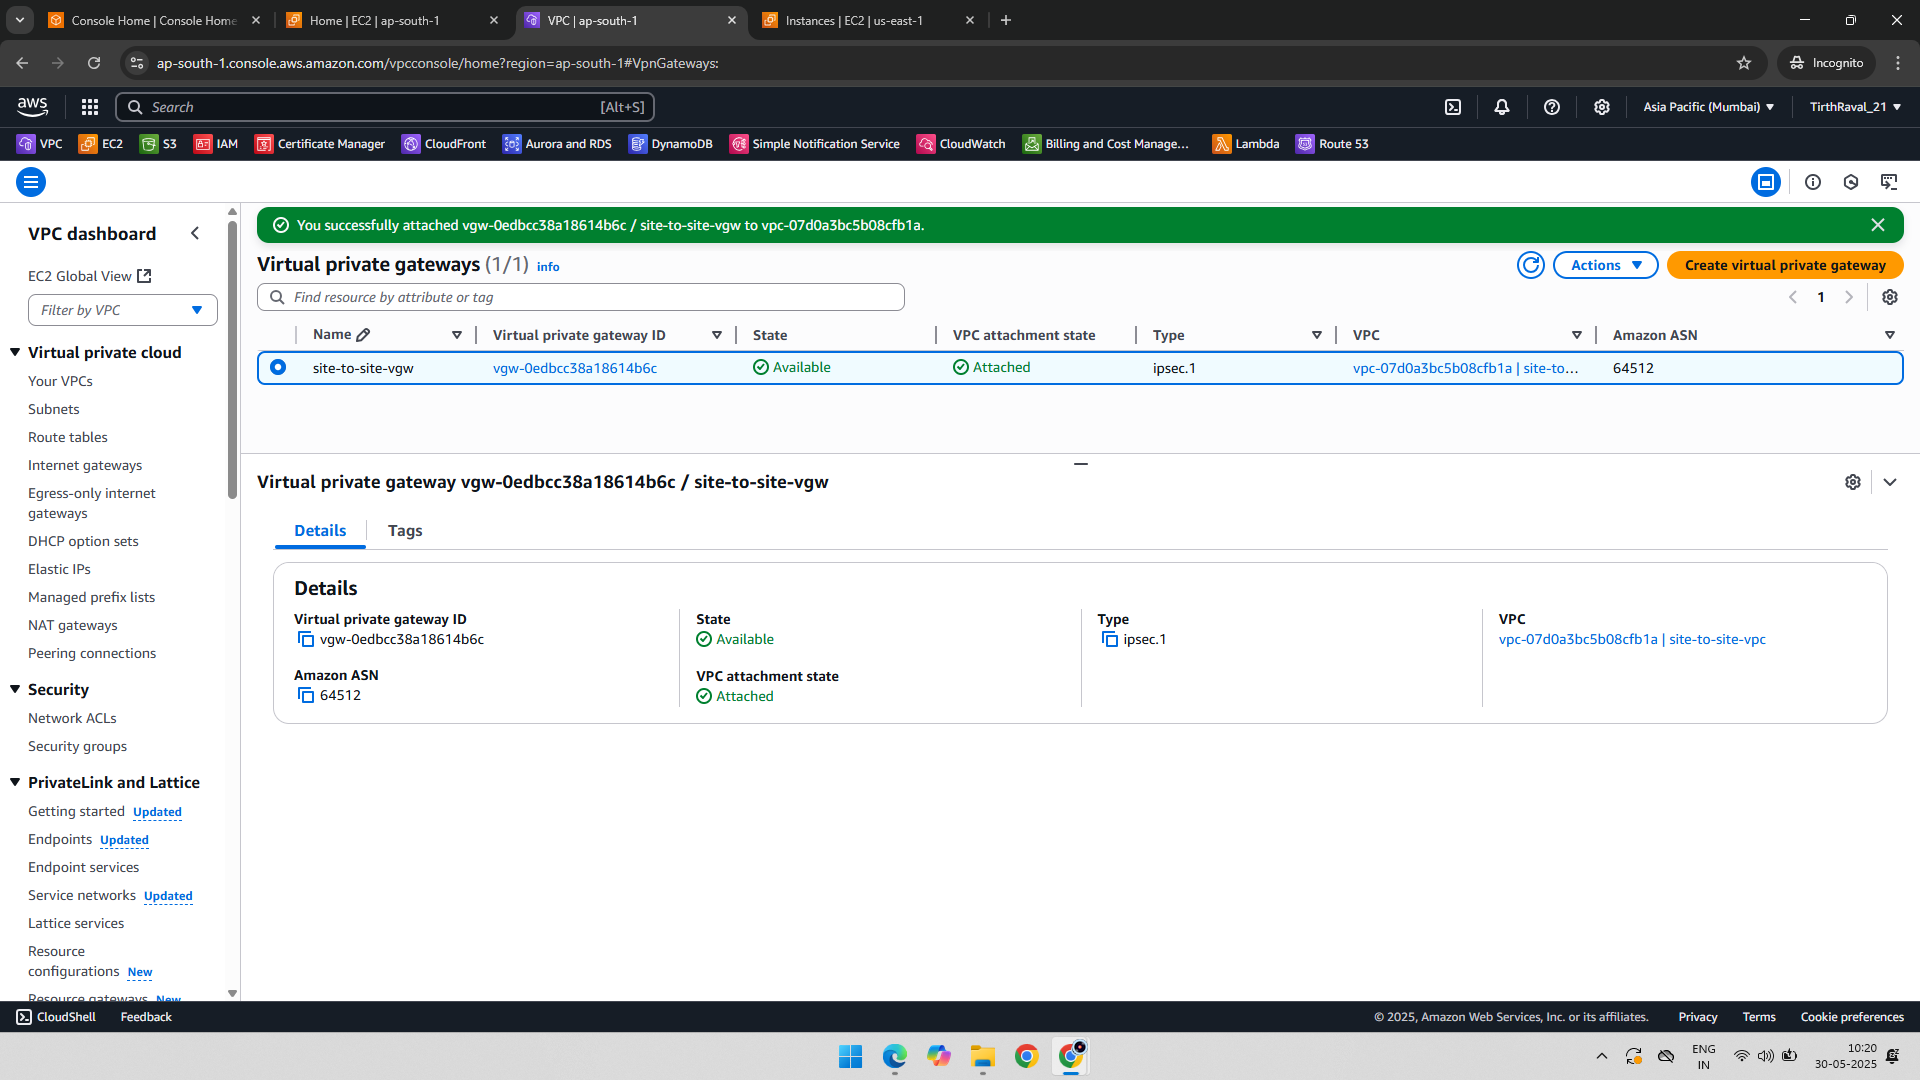 Console Home | Console Home
Home | EC2 | ap-south-1
VPC | ap-south-1
Instances | EC2 | us-east-1
ap-south-1.console.aws.amazon.com/vpcconsole/home?region=ap-south-1#VpnGateways:
Incognito
aws
Search
[Alt+S]
Asia Pacific (Mumbai)
TirthRaval_21
VPC
EC2
S3
IAM
Certificate Manager
CloudFront
Aurora and RDS
DynamoDB
Simple Notification Service
CloudWatch
Billing and Cost Manage...
Lambda
Route 53
VPC dashboard
EC2 Global View
Filter by VPC
Virtual private cloud
Your VPCs
Subnets
Route tables
Internet gateways
Egress-only internet
gateways
DHCP option sets
Elastic IPs
Managed prefix lists
NAT gateways
Peering connections
Security
Network ACLs
Security groups
PrivateLink and Lattice
Getting started Updated
Endpoints Updated
Endpoint services
Service networks Updated
Lattice services
Resource
configurations New
Resource gateways New
You successfully attached vgw-0edbcc38a18614b6c / site-to-site-vgw to vpc-07d0a3bc5b08cfb1a.
Virtual private gateways (1/1) info
Actions
Create virtual private gateway
Find resource by attribute or tag
1
Name
Virtual private gateway ID
State
VPC attachment state
Type
VPC
Amazon ASN
site-to-site-vgw
vgw-0edbcc38a18614b6c
Available
Attached
ipsec.1
vpc-07d0a3bc5b08cfb1a | site-to...
64512
Virtual private gateway vgw-0edbcc38a18614b6c / site-to-site-vgw
Details
Tags
Details
Virtual private gateway ID
vgw-0edbcc38a18614b6c
Amazon ASN
64512
State
Available
VPC attachment state
Attached
Type
ipsec.1
VPC
vpc-07d0a3bc5b08cfb1a | site-to-site-vpc
CloudShell
Feedback
© 2025, Amazon Web Services, Inc. or its affiliates.
Privacy
Terms
Cookie preferences
ENG
IN
10:20
30-05-2025